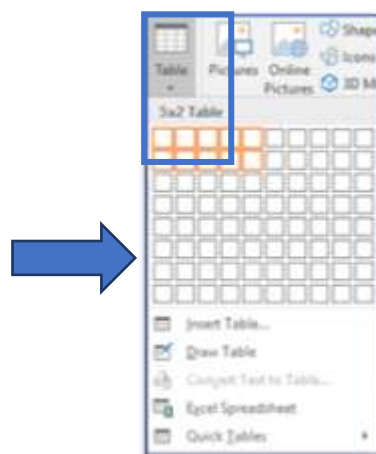 Shape
Icons
Table Pictures Online Pictures 3D M
5x2 Table
Insert Table...
Draw Table
Convert Text to Table...
Excel Spreadsheet
Quick Tables